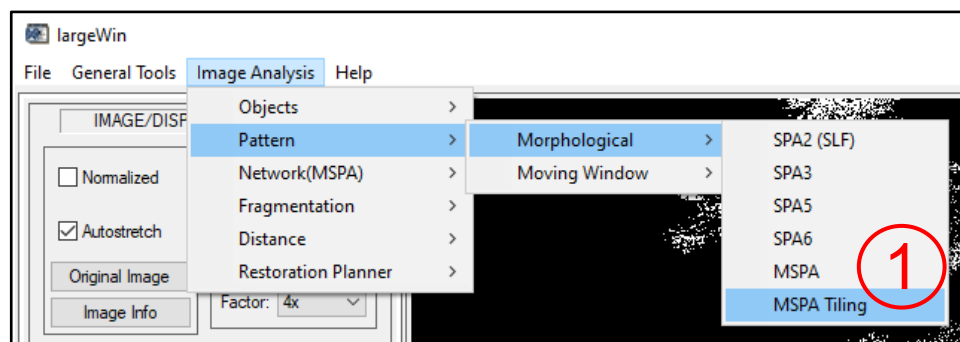 largeWin
File General Tools Image Analysis Help
IMAGE/DISP
Normalized
Autostretch
Original Image
Image Info
Factor: 4x
Objects
Pattern
Network(MSPA)
Fragmentation
Distance
Restoration Planner
Morphological
Moving Window
SPA2 (SLF)
SPA3
SPA5
SPA6
MSPA
MSPA Tiling
1